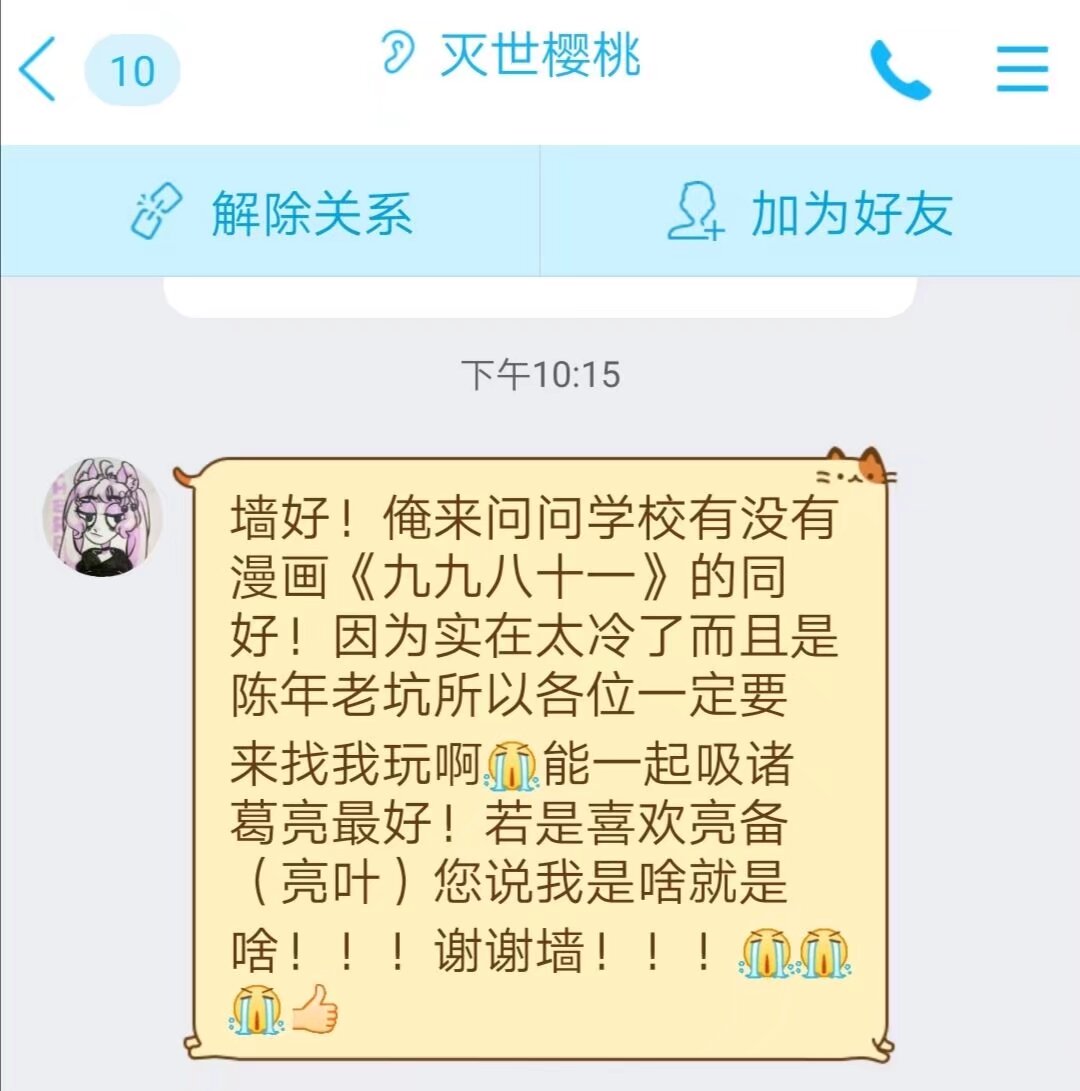 10
灭世樱桃
解除关系
加为好友
下午10:15
墙好！俺来问问学校有没有
漫画《九九八十一》的同
好！因为实在太冷了而且是
陈年老坑所以各位一定要
来找我玩啊😭能一起吸诸
葛亮最好！若是喜欢亮备
（亮叶）您说我是啥就是
啥！！！谢谢墙！！！😭😭
😭👍